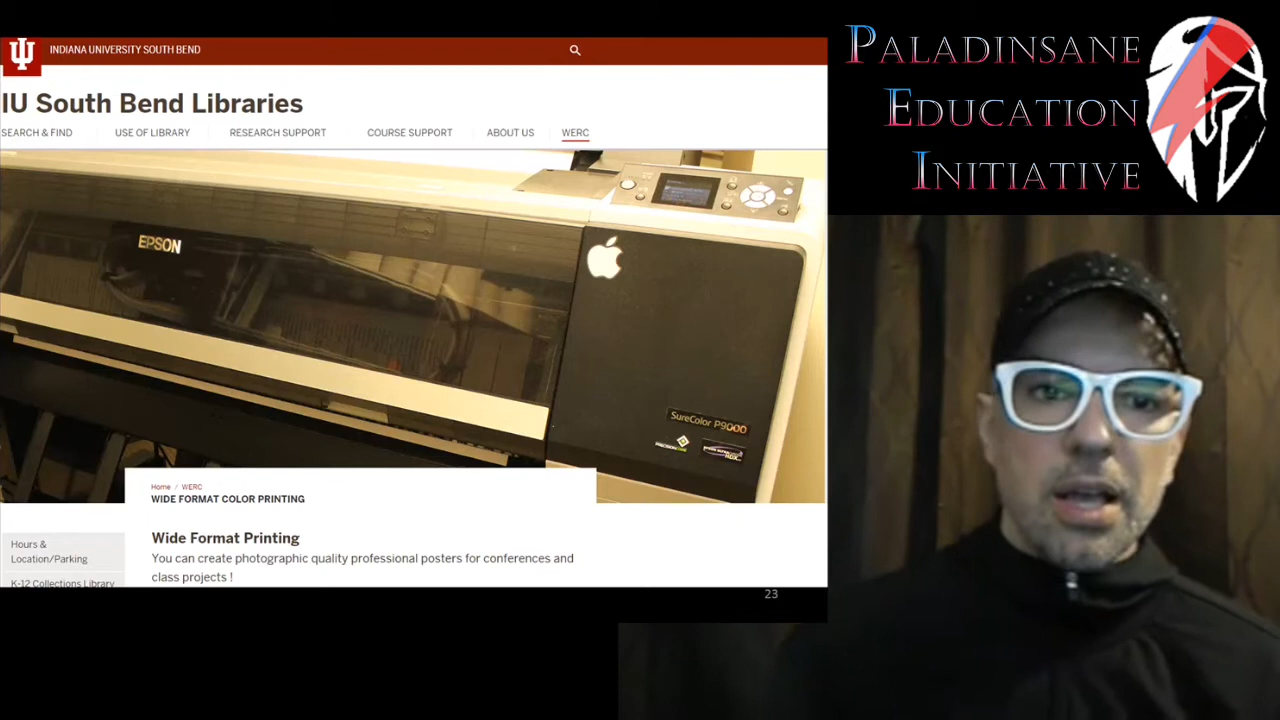 INDIANA UNIVERSITY SOUTH BEND
IU South Bend Libraries
SEARCH & FIND
USE OF LIBRARY
RESEARCH SUPPORT
COURSE SUPPORT
ABOUT US
WERC
EPSON
SureColor P9000
Home / WERC
WIDE FORMAT COLOR PRINTING
Wide Format Printing
You can create photographic quality professional posters for conferences and
class projects !
Hours &
Location/Parking
K-12 Collections Library
23
PALADINSANE
EDUCATION
INITIATIVE